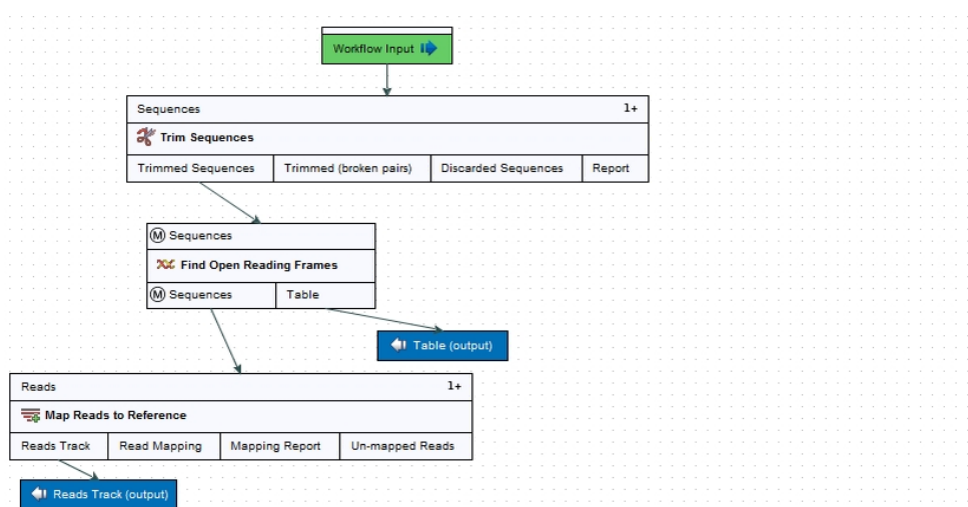 Workflow Input
Sequences 1+
Trim Sequences
Trimmed Sequences Trimmed (broken pairs) Discarded Sequences Report
M Sequences
Find Open Reading Frames
M Sequences Table
Table (output)
Reads 1+
Map Reads to Reference
Reads Track Read Mapping Mapping Report Un-mapped Reads
Reads Track (output)